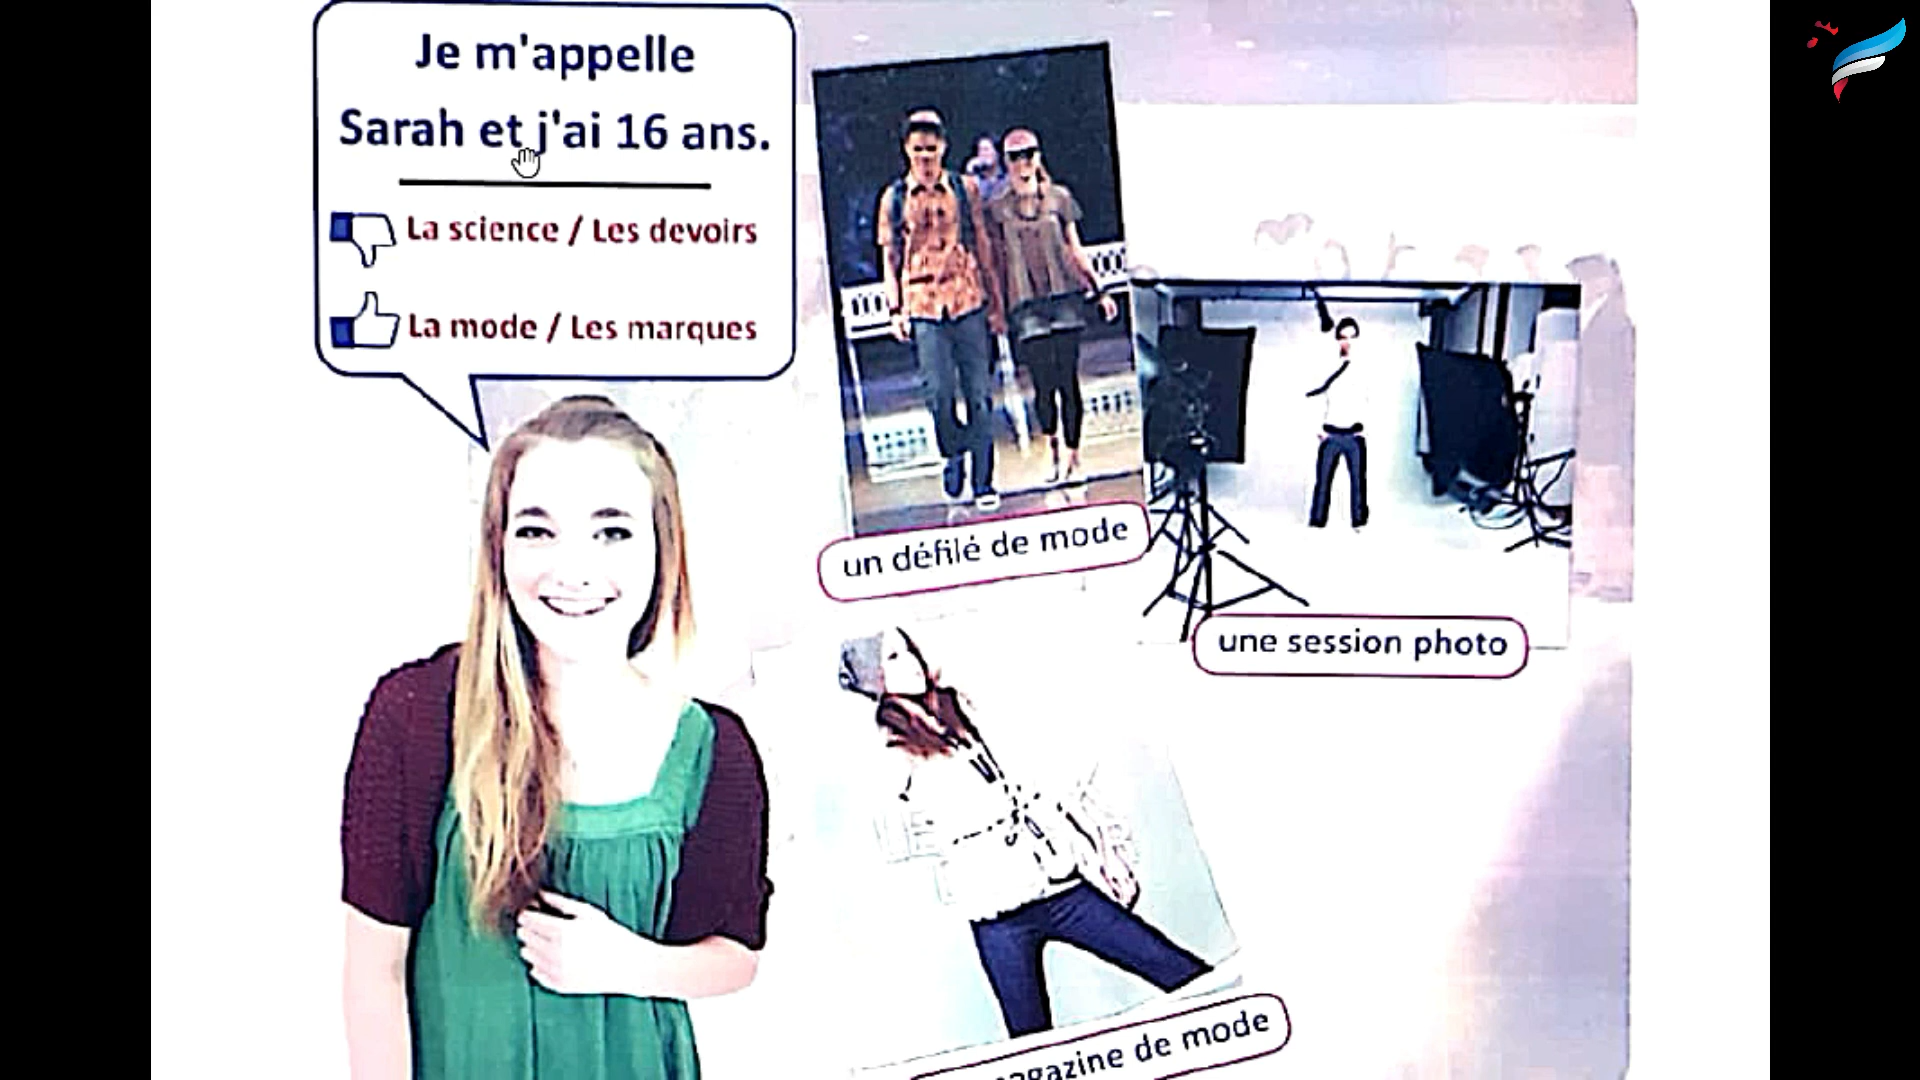 Je m'appelle
Sarah et j'ai 16 ans.
La science / Les devoirs
La mode / Les marques
un défilé de mode
une session photo
de mode